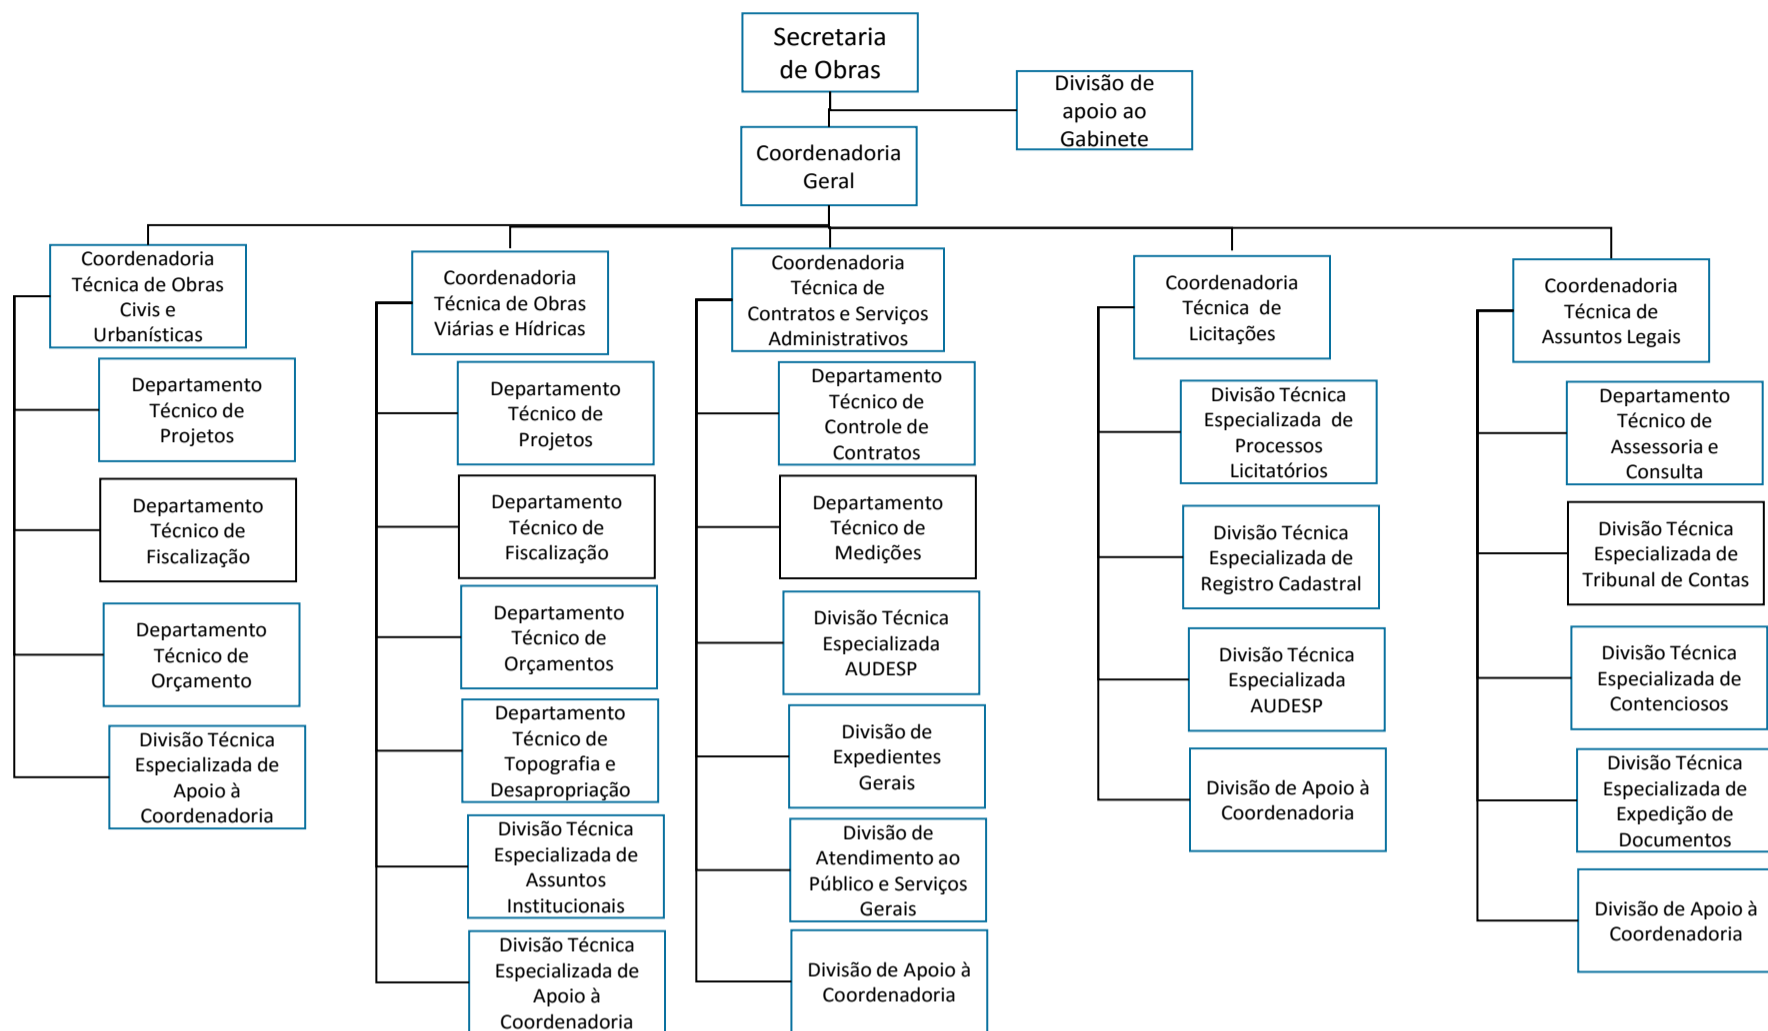 Secretaria
de Obras
Divisão de
apoio ao
Gabinete
Coordenadoria
Geral
Coordenadoria
Técnica de Obras
Civis e
Urbanísticas
Departamento
Técnico de
Projetos
Departamento
Técnico de
Fiscalização
Departamento
Técnico de
Orçamento
Divisão Técnica
Especializada de
Apoio à
Coordenadoria
Coordenadoria
Técnica de Obras
Viárias e Hídricas
Departamento
Técnico de
Projetos
Departamento
Técnico de
Fiscalização
Departamento
Técnico de
Orçamentos
Departamento
Técnico de
Topografia e
Desapropriação
Divisão Técnica
Especializada de
Assuntos
Institucionais
Divisão Técnica
Especializada de
Apoio à
Coordenadoria
Coordenadoria
Técnica de
Contratos e Serviços
Administrativos
Departamento
Técnico de
Controle de
Contratos
Departamento
Técnico de
Medições
Divisão Técnica
Especializada
AUDESP
Divisão de
Expedientes
Gerais
Divisão de
Atendimento ao
Público e Serviços
Gerais
Divisão de Apoio à
Coordenadoria
Coordenadoria
Técnica de
Licitações
Divisão Técnica
Especializada de
Processos
Licitatórios
Divisão Técnica
Especializada de
Registro Cadastral
Divisão Técnica
Especializada
AUDESP
Divisão de Apoio à
Coordenadoria
Coordenadoria
Técnica de
Assuntos Legais
Departamento
Técnico de
Assessoria e
Consulta
Divisão Técnica
Especializada de
Tribunal de Contas
Divisão Técnica
Especializada de
Contenciosos
Divisão Técnica
Especializada de
Expedição de
Documentos
Divisão de Apoio à
Coordenadoria